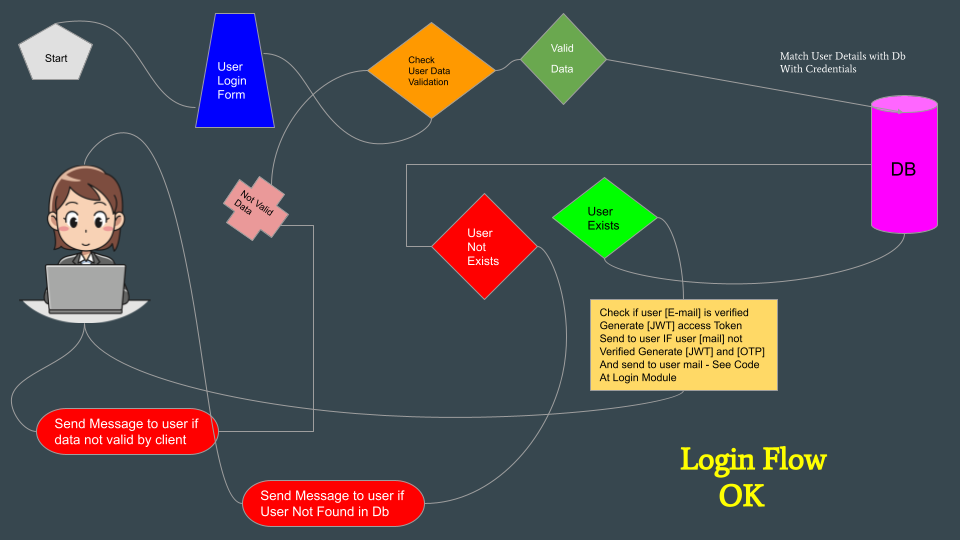 Start
User
Login
Form
Check
User Data
Validation
Valid
Data
Match User Details with Db
With Credentials
DB
Not Valid
Data
User
Not
Exists
User
Exists
Check if user [E-mail] is verified
Generate [JWT] access Token
Send to user IF user [mail] not
Verified Generate [JWT] and [OTP]
And send to user mail - See Code
At Login Module
Send Message to user if
data not valid by client
Send Message to user if
User Not Found in Db
Login Flow
OK